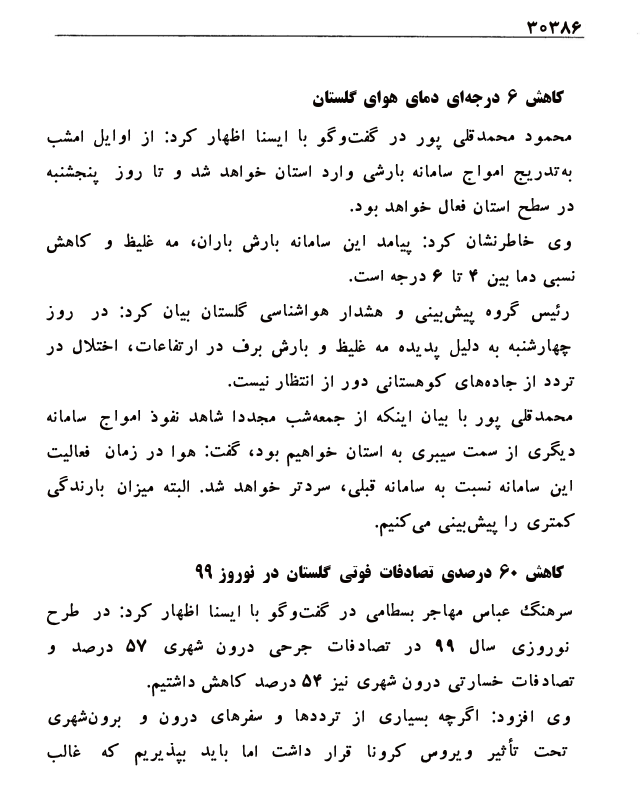 ۳۰۳۸۶
کاهش ۶ درجه‌ای دمای هوای گلستان
محمود محمدقلی پور در گفت‌وگو با ایسنا اظهار کرد: از اوایل امشب
به‌تدریج امواج سامانه بارشی وارد استان خواهد شد و تا روز پنجشنبه
در سطح استان فعال خواهد بود.
وی خاطرنشان کرد: پیامد این سامانه بارش باران، مه غلیظ و کاهش
نسبی دما بین ۴ تا ۶ درجه است.
رئیس گروه پیش‌بینی و هشدار هواشناسی گلستان بیان کرد: در روز
چهارشنبه به دلیل پدیده مه غلیظ و بارش برف در ارتفاعات، اختلال در
تردد از جاده‌های کوهستانی دور از انتظار نیست.
محمدقلی پور با بیان اینکه از جمعه‌شب مجددا شاهد نفوذ امواج سامانه
دیگری از سمت سیبری به استان خواهیم بود، گفت: هوا در زمان فعالیت
این سامانه نسبت به سامانه قبلی، سردتر خواهد شد. البته میزان بارندگی
کمتری را پیش‌بینی می‌کنیم.
کاهش ۶۰ درصدی تصادفات فوتی گلستان در نوروز ۹۹
سرهنگ عباس مهاجر بسطامی در گفت‌وگو با ایسنا اظهار کرد: در طرح
نوروزی سال ۹۹ در تصادفات جرحی درون شهری ۵۷ درصد و
تصادفات خسارتی درون شهری نیز ۵۴ درصد کاهش داشتیم.
وی افزود: اگرچه بسیاری از ترددها و سفرهای درون و برون‌شهری
تحت تأثیر ویروس کرونا قرار داشت اما باید بپذیریم که غالب